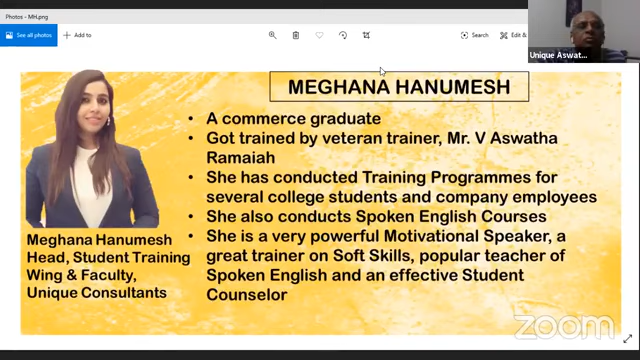 Photos - MH.png
See all photos
Add to
Search
Edit &
Unique Aswat...
MEGHANA HANUMESH
• A commerce graduate
• Got trained by veteran trainer, Mr. V Aswatha
Ramaiah
• She has conducted Training Programmes for
several college students and company employees
• She also conducts Spoken English Courses
• She is a very powerful Motivational Speaker, a
great trainer on Soft Skills, popular teacher of
Spoken English and an effective Student
Counselor
Meghana Hanumesh
Head, Student Training
Wing & Faculty,
Unique Consultants
zoom